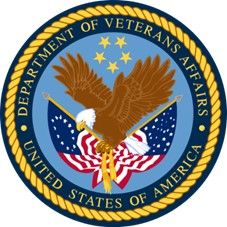 DEPARTMENT OF VETERANS AFFAIRS
UNITED STATES OF AMERICA